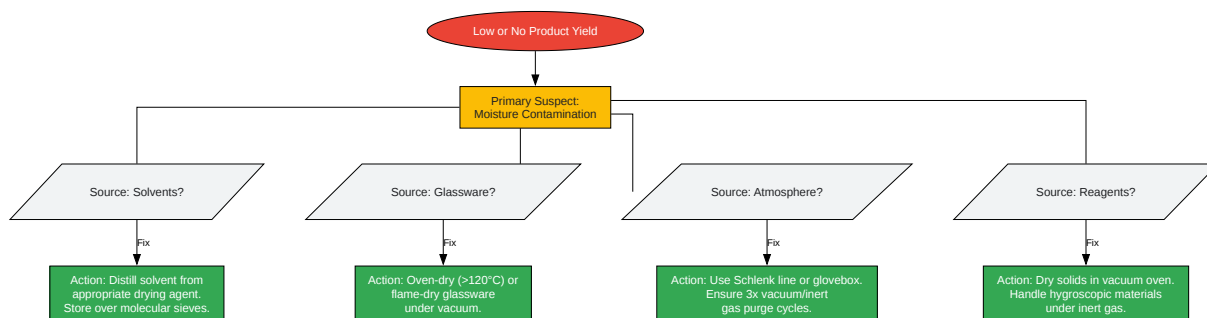 Low or No Product Yield
Primary Suspect:
Moisture Contamination
Source: Solvents?
Source: Glassware?
Source: Atmosphere?
Source: Reagents?
Fix
Fix
Fix
Fix
Action: Distill solvent from
appropriate drying agent.
Store over molecular sieves.
Action: Oven-dry (>120°C) or
flame-dry glassware
under vacuum.
Action: Use Schlenk line or glovebox.
Ensure 3x vacuum/inert
gas purge cycles.
Action: Dry solids in vacuum oven.
Handle hygroscopic materials
under inert gas.